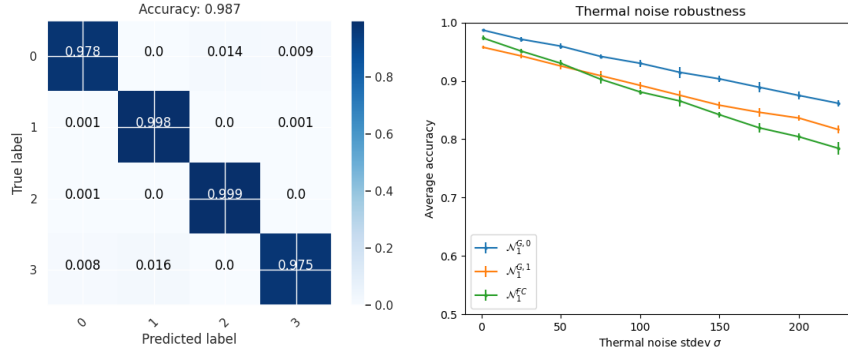 Accuracy: 0.987
True label
0
0.978 0.0 0.014 0.009
1
0.001 0.998 0.0 0.001
2
0.001 0.0 0.999 0.0
3
0.008 0.016 0.0 0.975
0 1 2 3
Predicted label
0.8
0.6
0.4
0.2
0.0
Thermal noise robustness
Average accuracy
1.0
0.9
0.8
0.7
0.6
0.5
𝒩₁^{G,0}
𝒩₁^{G,1}
𝒩₁^{FC}
0 50 100 150 200
Thermal noise stdev σ